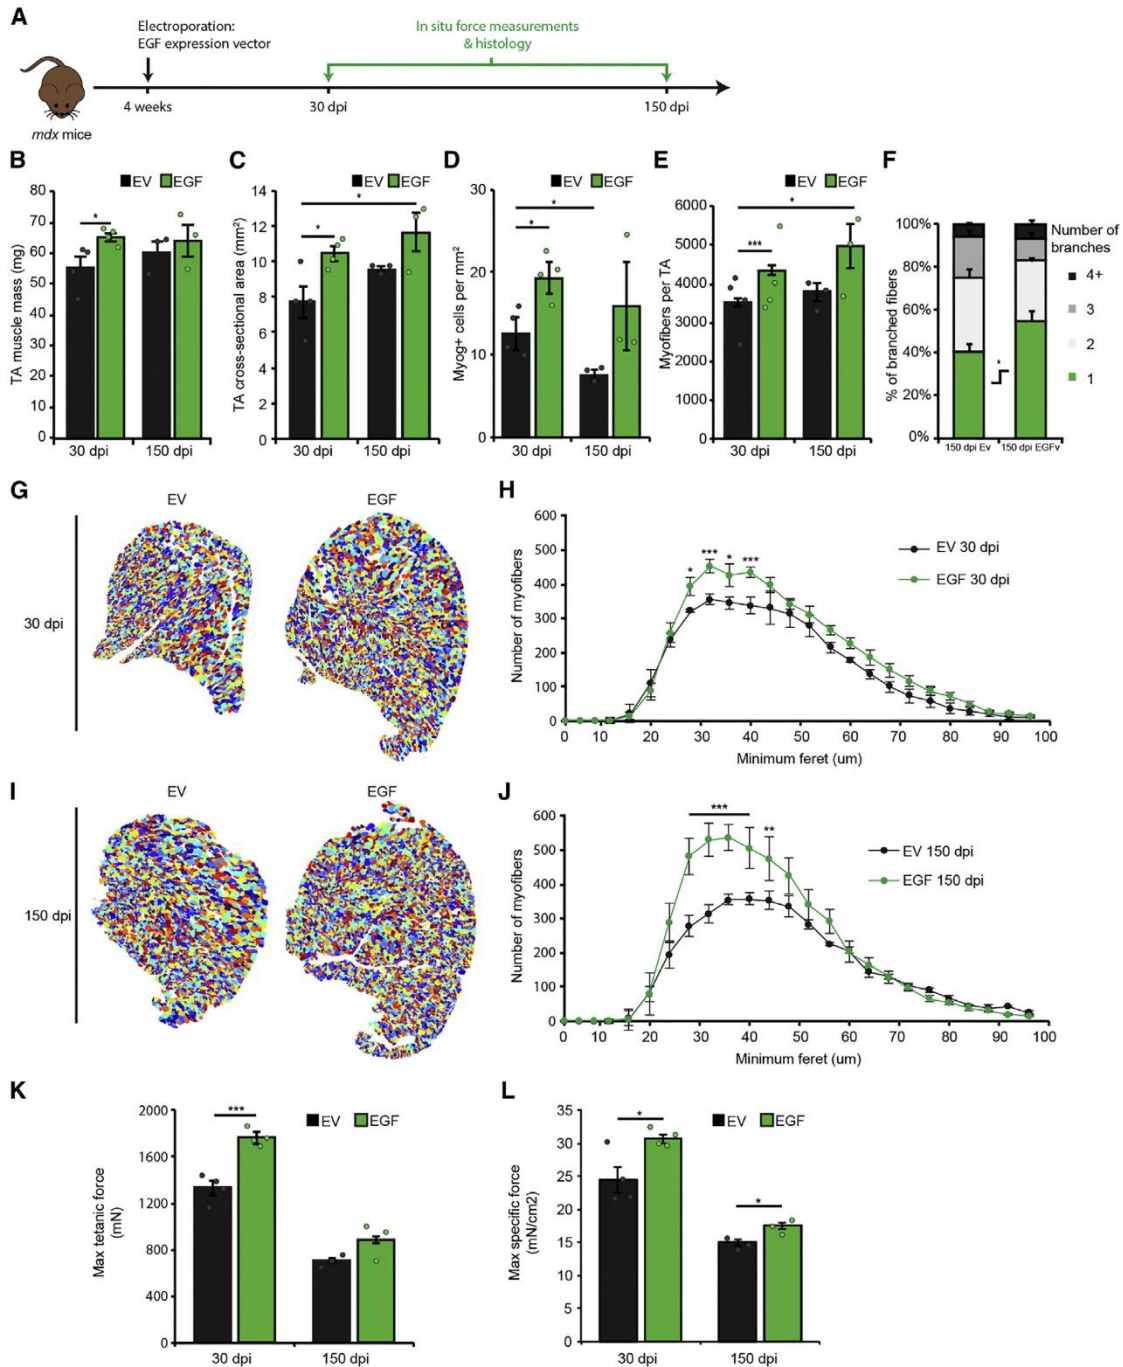 A
Electroporation:
EGF expression vector
In situ force measurements
& histology
4 weeks
30 dpi
150 dpi
mdx mice
B
EV EGF
TA muscle mass (mg)
80
70
60
50
40
30
20
10
0
*
30 dpi 150 dpi
C
EV EGF
TA cross-sectional area (mm2)
14
12
10
8
6
4
2
0
*
*
30 dpi 150 dpi
D
EV EGF
Myog+ cells per mm2
30
20
10
0
*
*
30 dpi 150 dpi
E
EV EGF
Myofibers per TA
6000
5000
4000
3000
2000
1000
0
*
***
30 dpi 150 dpi
F
% of branched fibers
100%
80%
60%
40%
20%
0%
*
150 dpi Ev 150 dpi EGFv
Number of
branches
4+
3
2
1
G
EV EGF
30 dpi
H
Number of myofibers
600
500
400
300
200
100
0
* *** * ***
EV 30 dpi
EGF 30 dpi
0 10 20 30 40 50 60 70 80 90 100
Minimum feret (um)
I
EV EGF
150 dpi
J
Number of myofibers
600
500
400
300
200
100
0
*** **
EV 150 dpi
EGF 150 dpi
0 10 20 30 40 50 60 70 80 90 100
Minimum feret (um)
K
EV EGF
Max tetanic force
(mN)
2000
1600
1200
800
400
0
***
30 dpi 150 dpi
L
EV EGF
Max specific force
(mN/cm2)
35
30
25
20
15
10
5
0
*
*
30 dpi 150 dpi